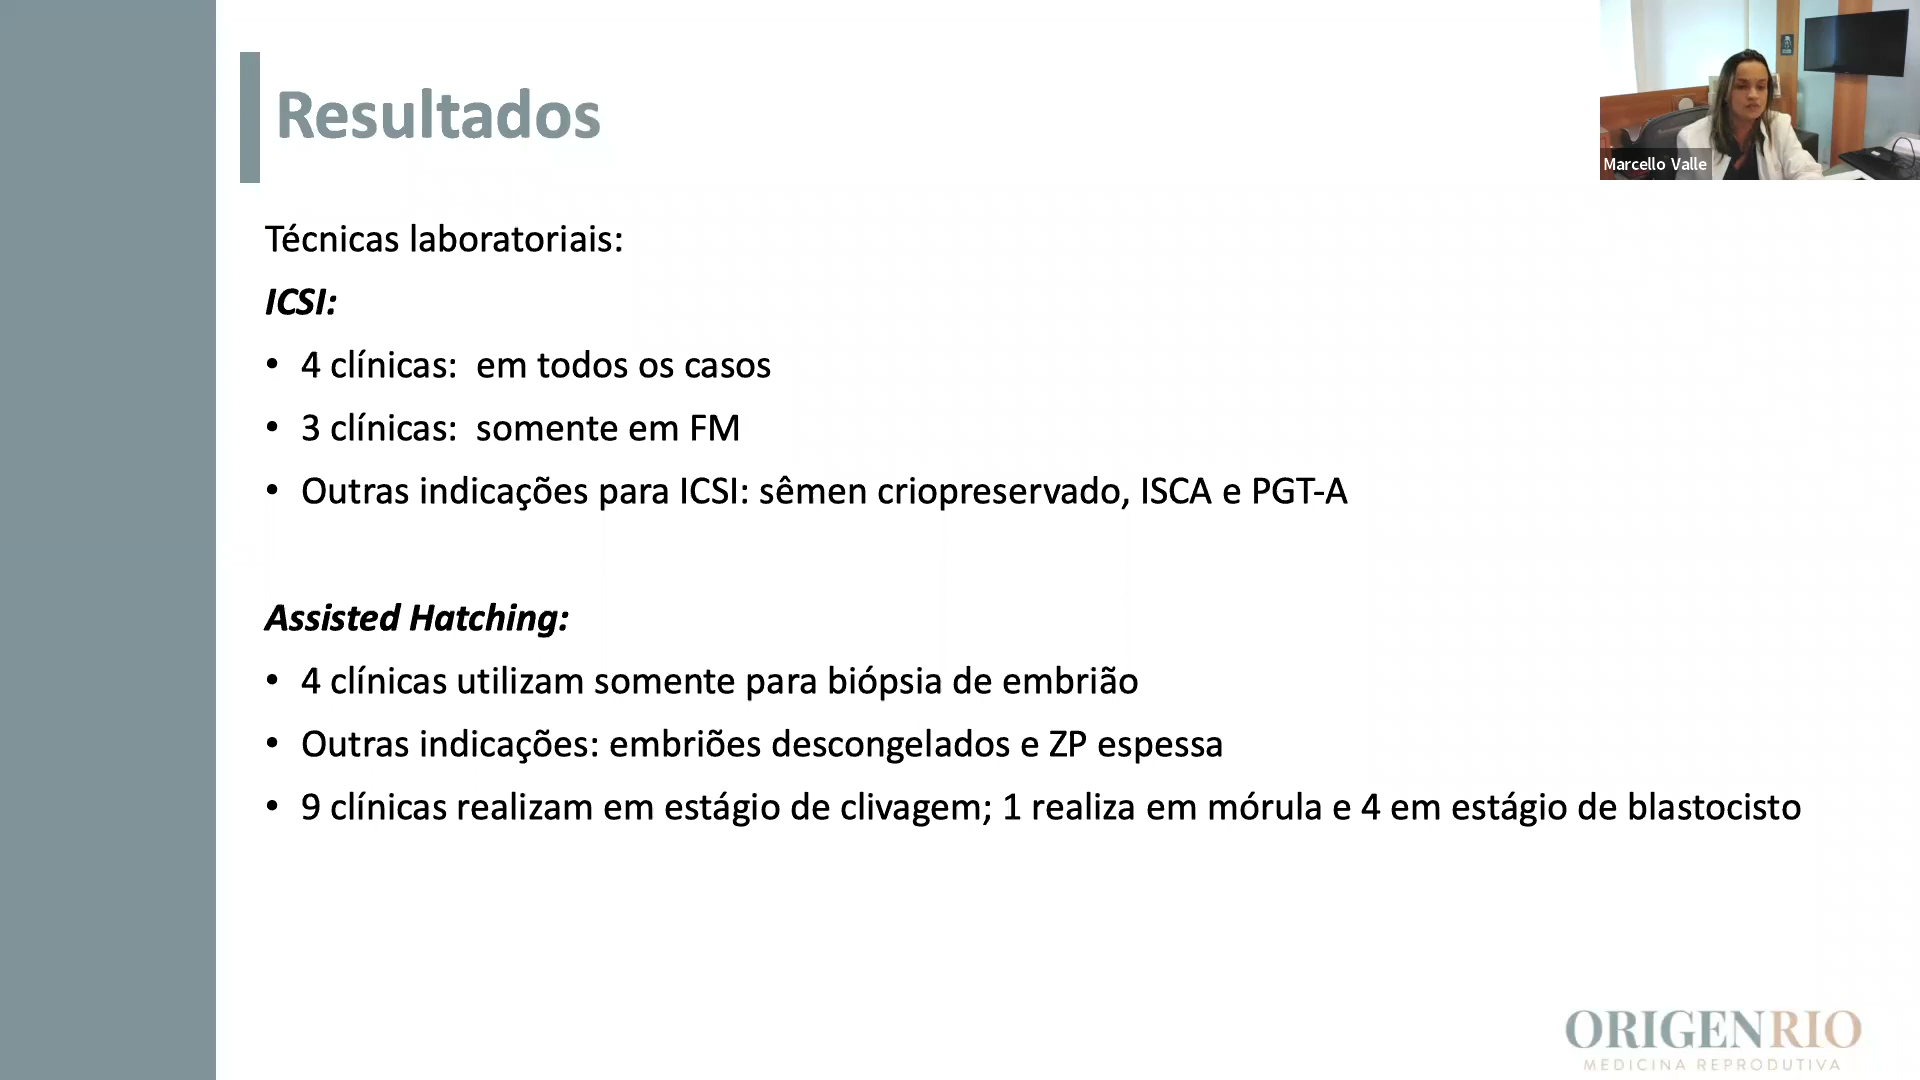 Resultados
Marcello Valle
Técnicas laboratoriais:
ICSI:
• 4 clínicas: em todos os casos
• 3 clínicas: somente em FM
• Outras indicações para ICSI: sêmen criopreservado, ISCA e PGT-A
Assisted Hatching:
• 4 clínicas utilizam somente para biópsia de embrião
• Outras indicações: embriões descongelados e ZP espessa
• 9 clínicas realizam em estágio de clivagem; 1 realiza em mórula e 4 em estágio de blastocisto
ORIGENRIO
MEDICINA REPRODUTIVA